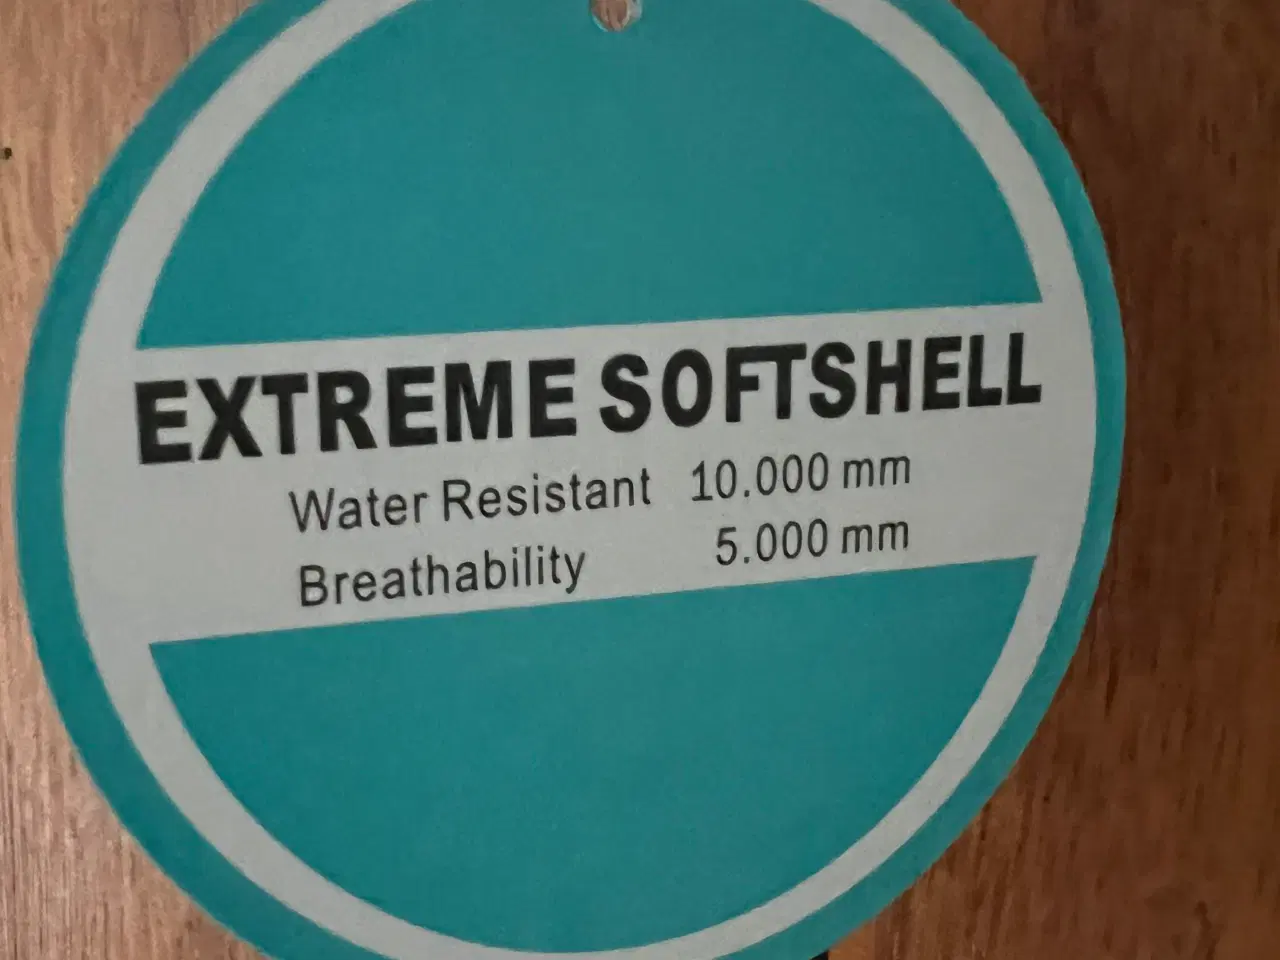 EXTREME SOFTSHELL
Water Resistant 10.000 mm
Breathability 5.000 mm